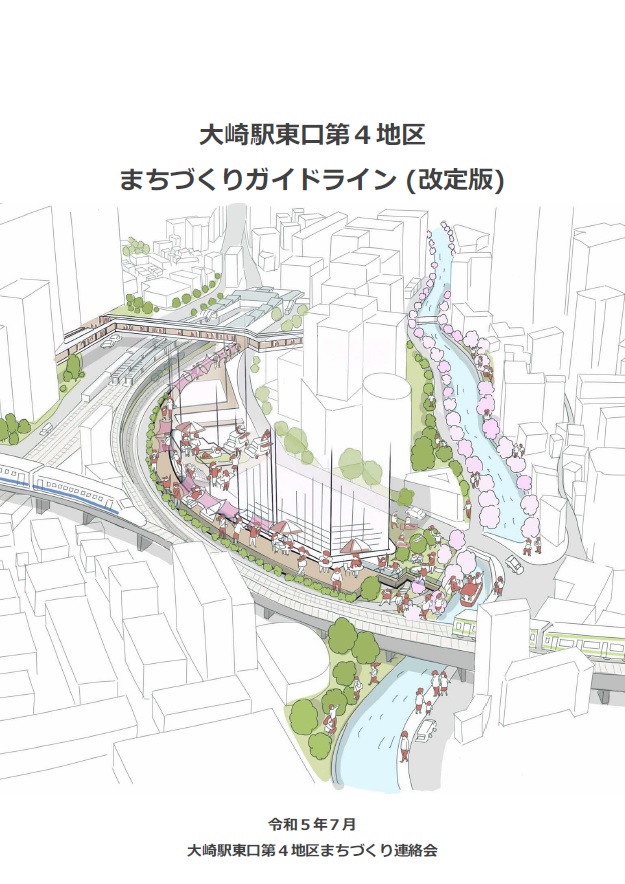 大崎駅東口第４地区
まちづくりガイドライン (改定版)
令和５年７月
大崎駅東口第４地区まちづくり連絡会